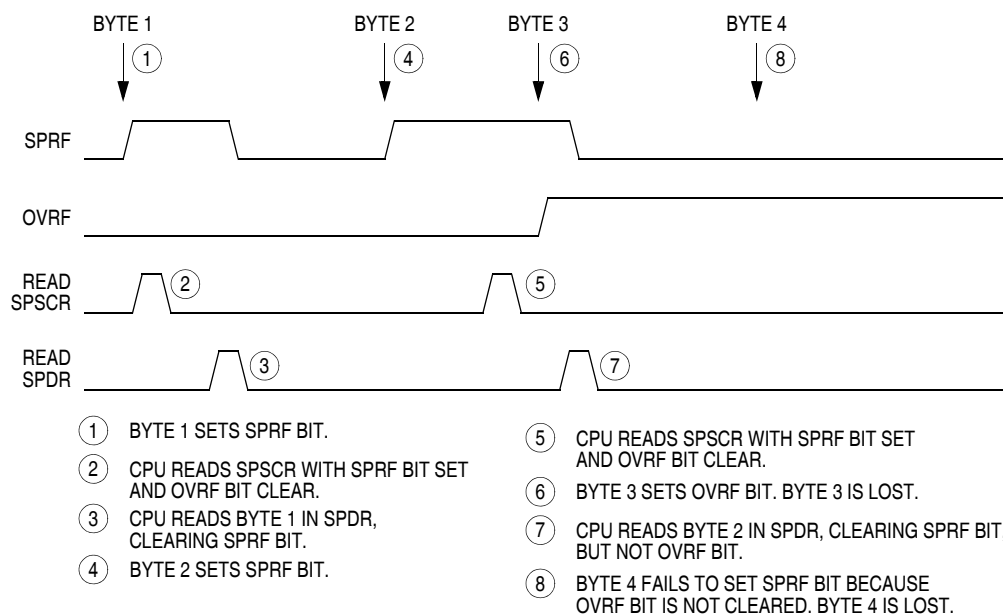 BYTE 1 BYTE 2 BYTE 3 BYTE 4
1 4 6 8
SPRF
OVRF
READ
SPSCR
2 5
READ
SPDR
3 7
1 BYTE 1 SETS SPRF BIT.
2 CPU READS SPSCR WITH SPRF BIT SET
AND OVRF BIT CLEAR.
3 CPU READS BYTE 1 IN SPDR,
CLEARING SPRF BIT.
4 BYTE 2 SETS SPRF BIT.
5 CPU READS SPSCR WITH SPRF BIT SET
AND OVRF BIT CLEAR.
6 BYTE 3 SETS OVRF BIT. BYTE 3 IS LOST.
7 CPU READS BYTE 2 IN SPDR, CLEARING SPRF BIT,
BUT NOT OVRF BIT.
8 BYTE 4 FAILS TO SET SPRF BIT BECAUSE
OVRF BIT IS NOT CLEARED. BYTE 4 IS LOST.